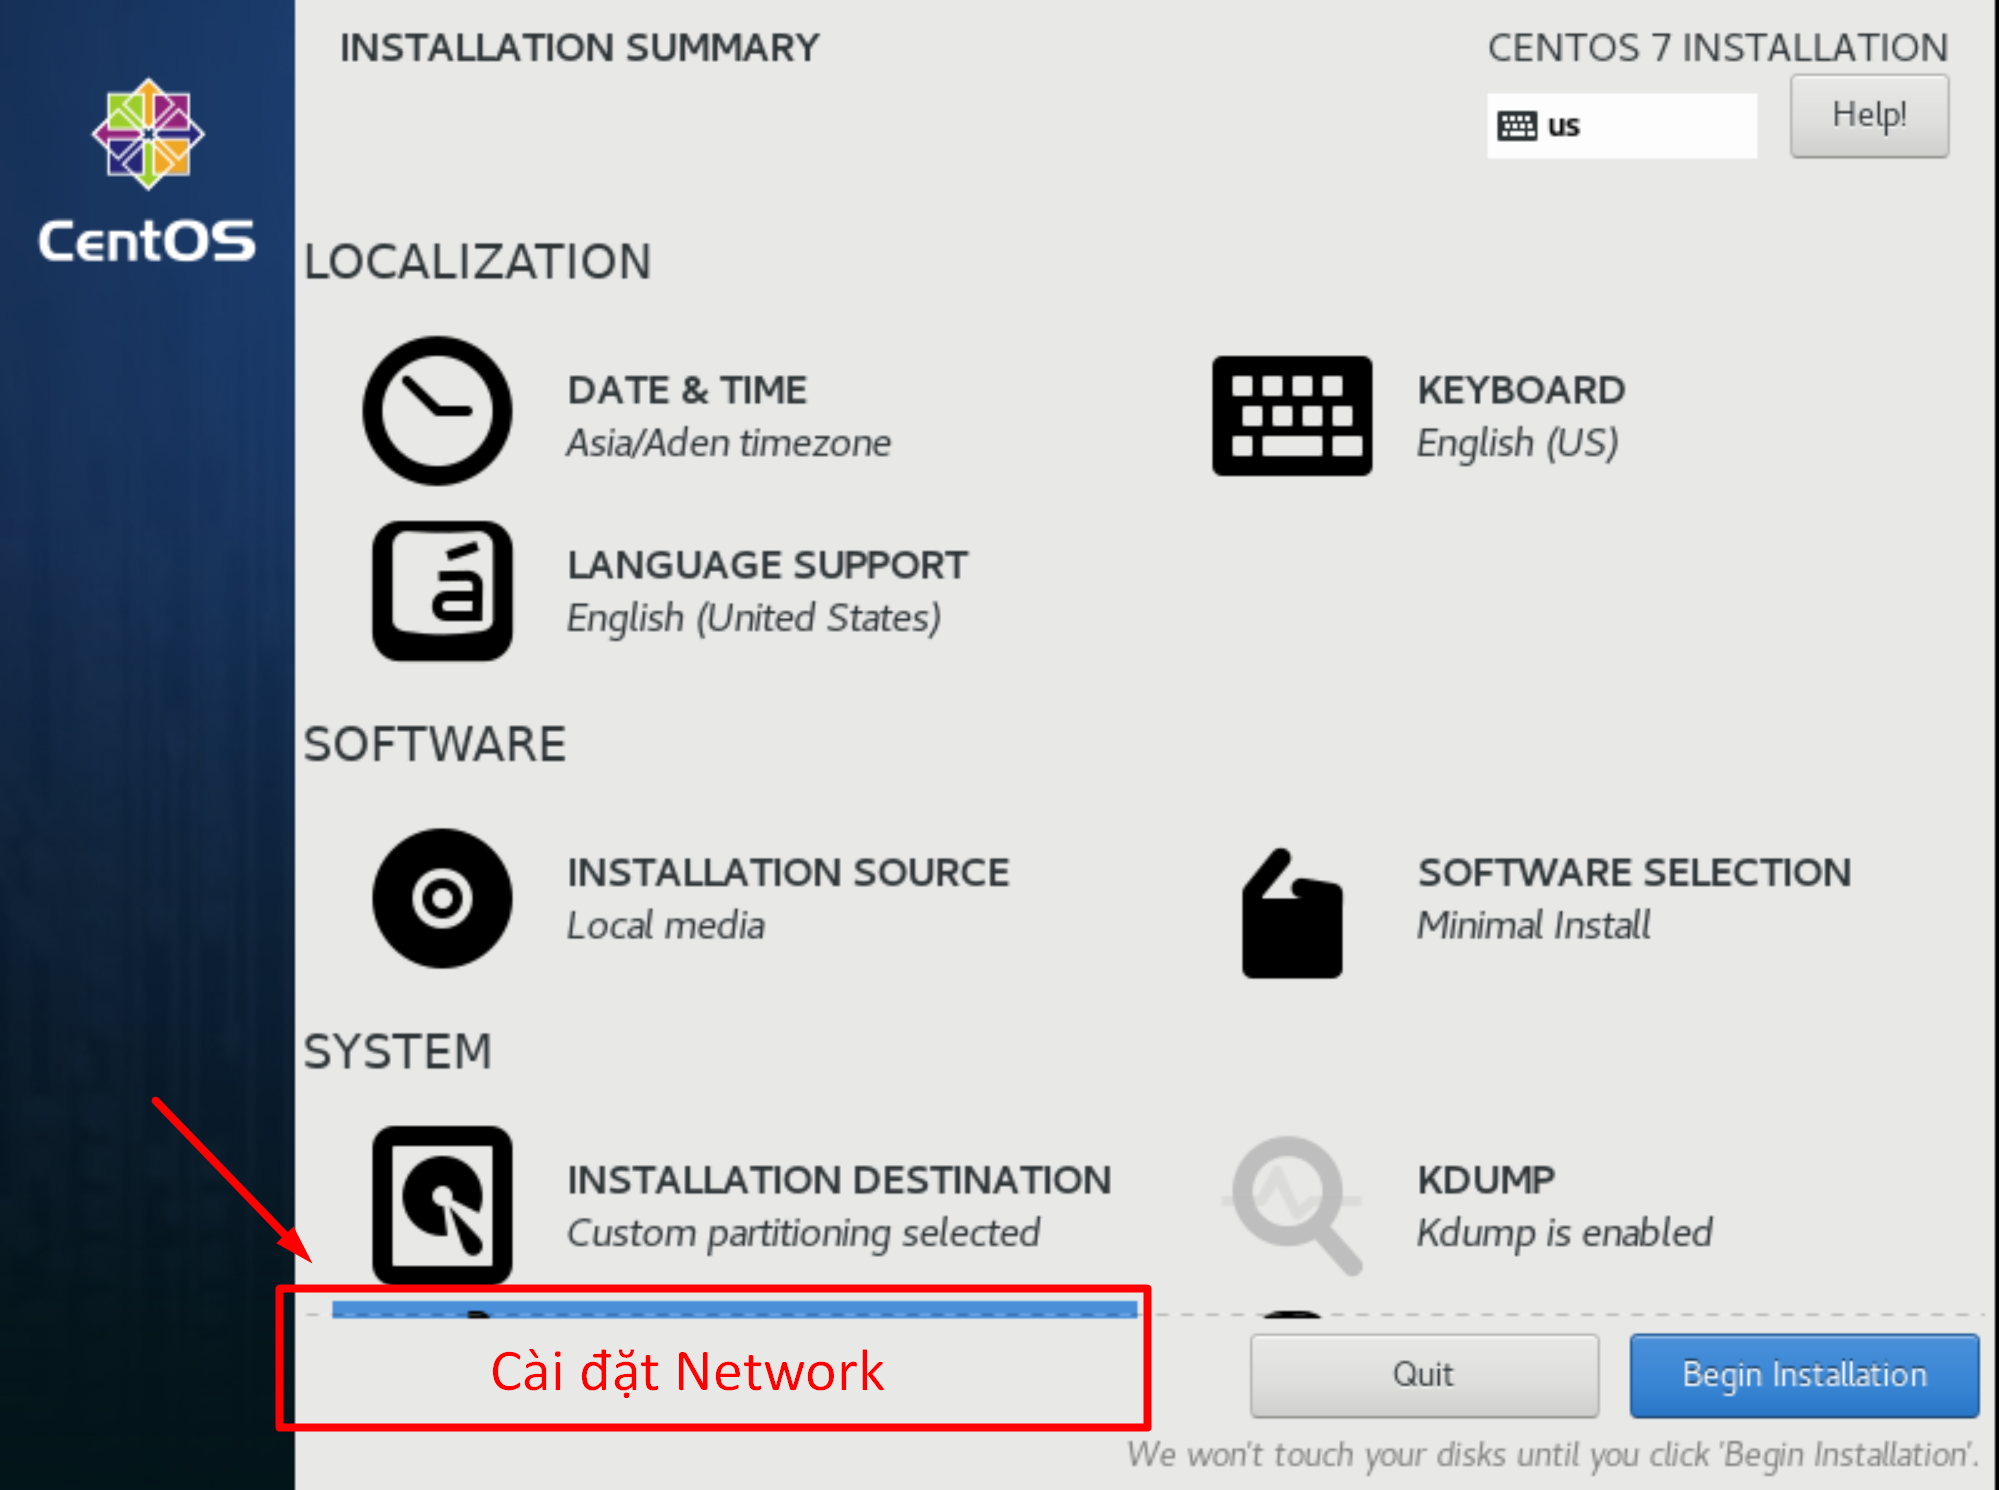 INSTALLATION SUMMARY
CENTOS 7 INSTALLATION
us
Help!
CentOS
LOCALIZATION
DATE & TIME
Asia/Aden timezone
KEYBOARD
English (US)
á
LANGUAGE SUPPORT
English (United States)
SOFTWARE
INSTALLATION SOURCE
Local media
SOFTWARE SELECTION
Minimal Install
SYSTEM
INSTALLATION DESTINATION
Custom partitioning selected
KDUMP
Kdump is enabled
Cài đặt Network
Quit
Begin Installation
We won't touch your disks until you click 'Begin Installation'.